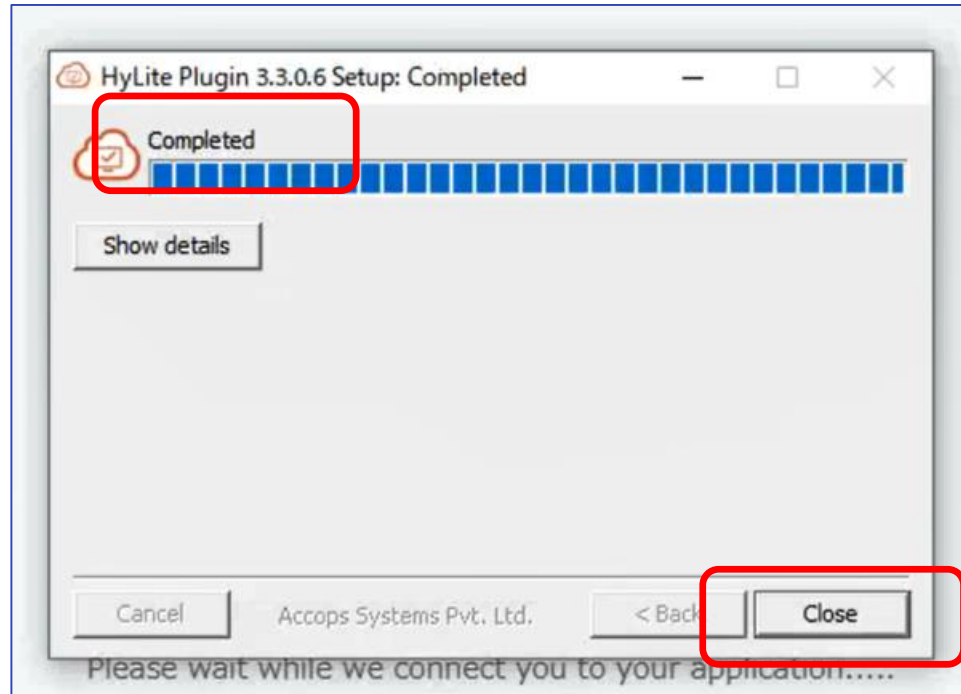 HyLite Plugin 3.3.0.6 Setup: Completed
Completed
Show details
Cancel
Accops Systems Pvt. Ltd.
< Back
Close
Please wait while we connect you to your application.....